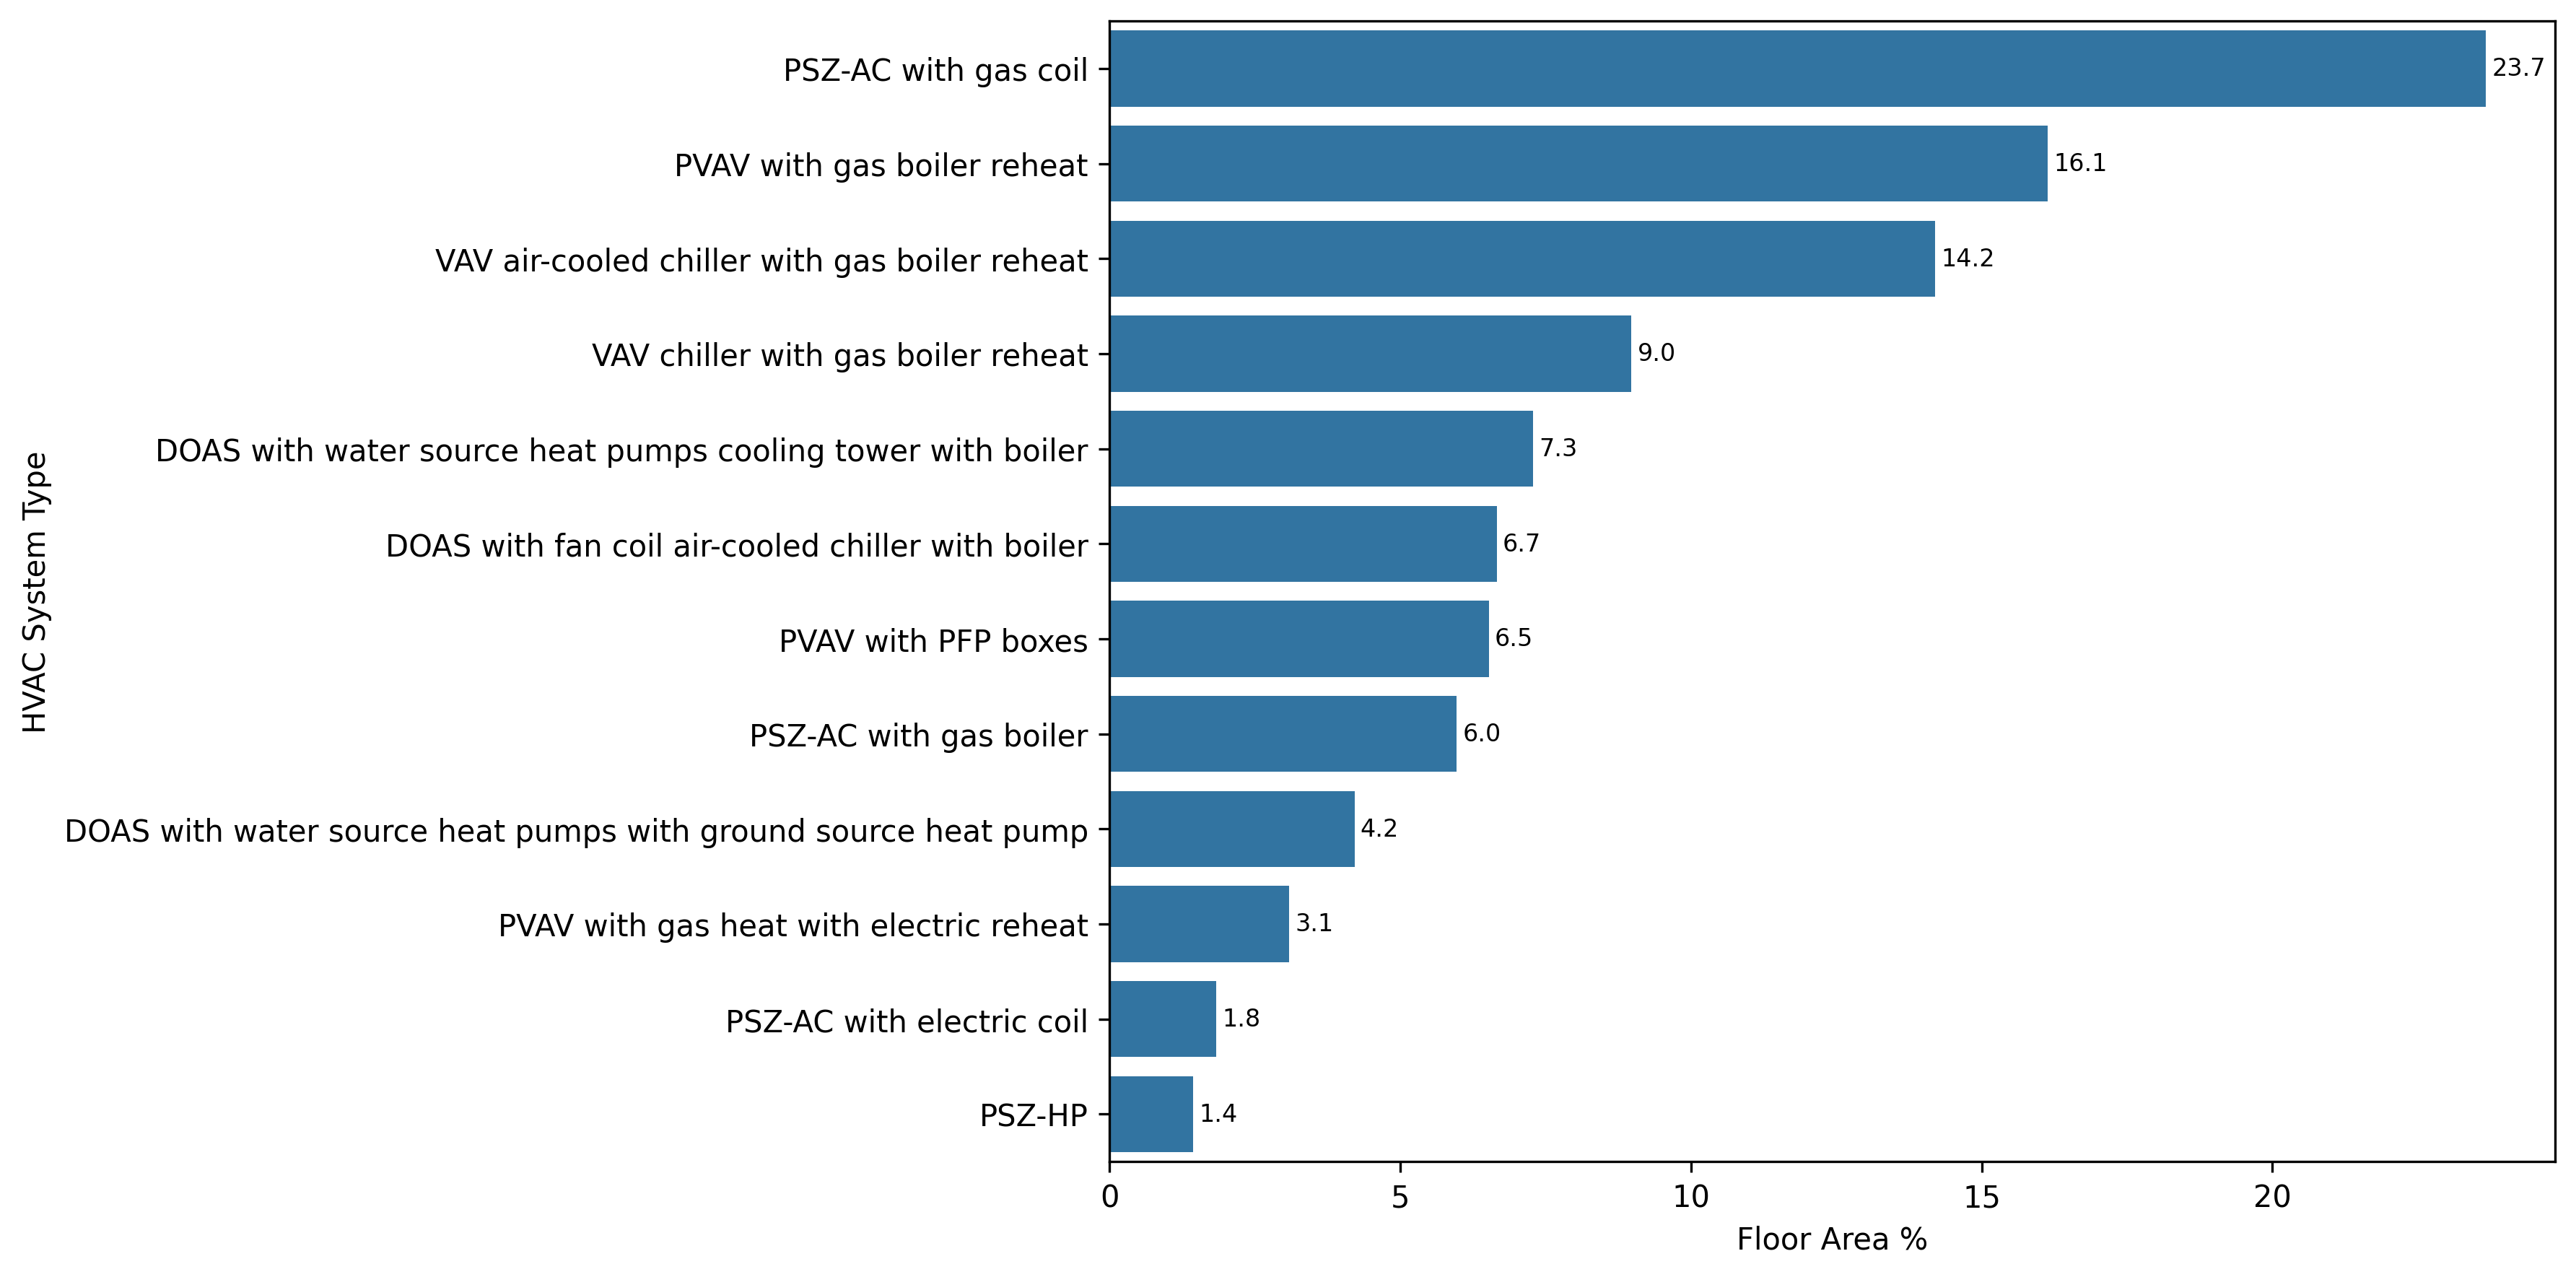 PSZ-AC with gas coil
23.7
PVAV with gas boiler reheat
16.1
VAV air-cooled chiller with gas boiler reheat
14.2
VAV chiller with gas boiler reheat
9.0
DOAS with water source heat pumps cooling tower with boiler
7.3
DOAS with fan coil air-cooled chiller with boiler
6.7
PVAV with PFP boxes
6.5
PSZ-AC with gas boiler
6.0
DOAS with water source heat pumps with ground source heat pump
4.2
PVAV with gas heat with electric reheat
3.1
PSZ-AC with electric coil
1.8
PSZ-HP
1.4
HVAC System Type
0 5 10 15 20
Floor Area %